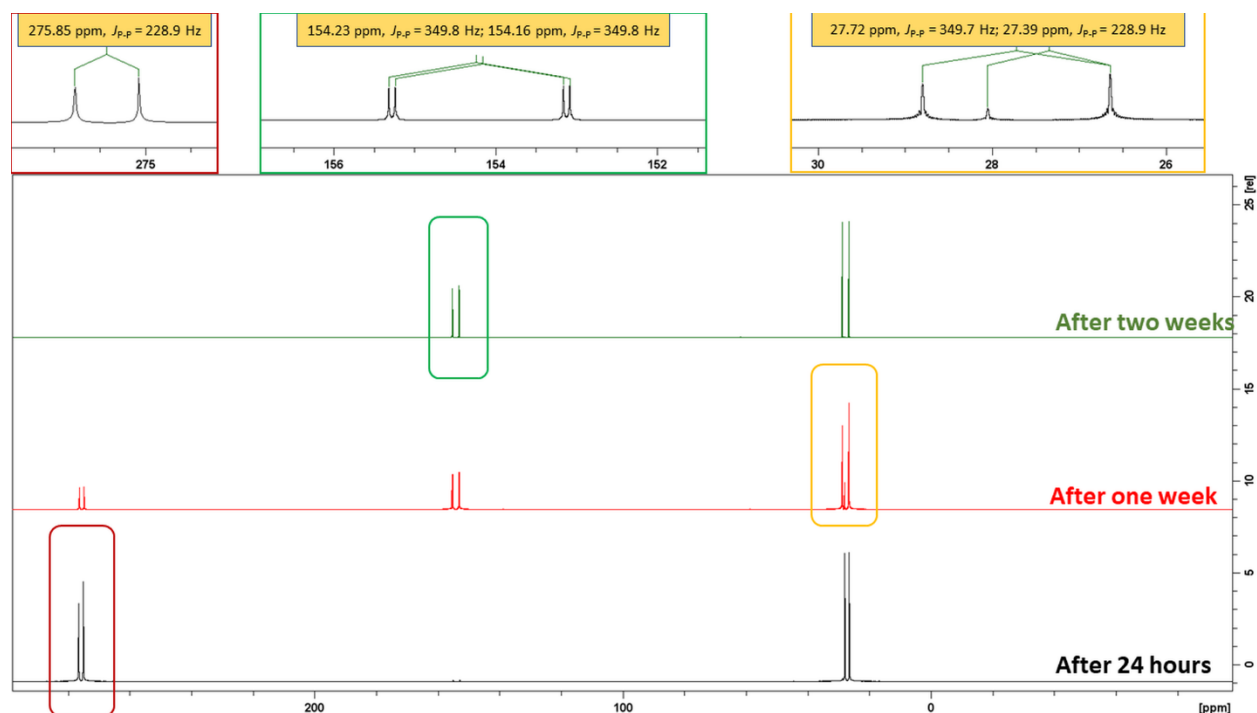 275.85 ppm, JP-P = 228.9 Hz
154.23 ppm, JP-P = 349.8 Hz; 154.16 ppm, JP-P = 349.8 Hz
27.72 ppm, JP-P = 349.7 Hz; 27.39 ppm, JP-P = 228.9 Hz
275
156 154 152
30 28 26
[rel]
25
20
15
10
5
0
After two weeks
After one week
After 24 hours
200 100 0 [ppm]